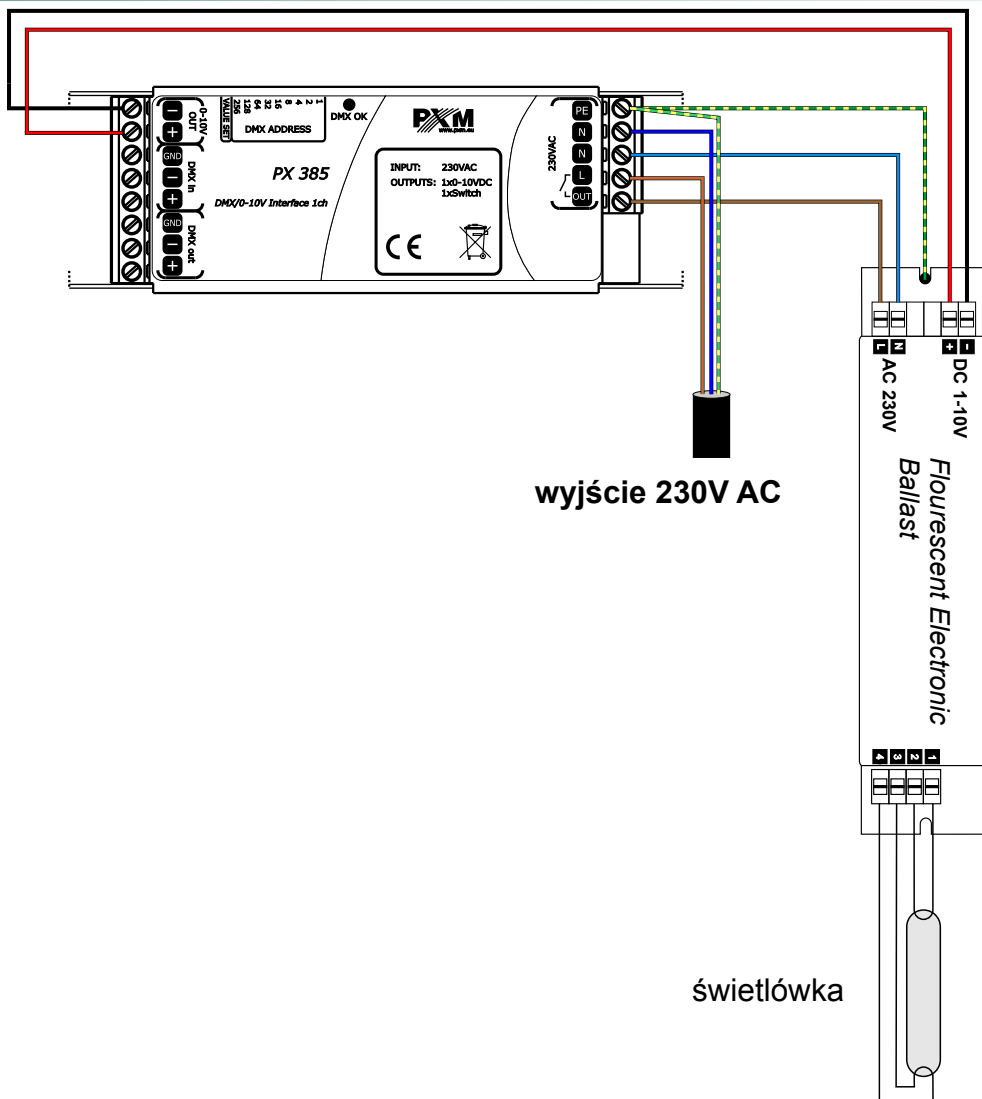 0-10V
OUT
−
+
GND
DMX in
−
+
GND
DMX out
−
+
1
2
4
8
16
32
64
128
256
VALUE SET
DMX ADDRESS
DMX OK
PXM
www.pxm.eu
PX 385
DMX/0-10V Interface 1ch
INPUT: 230VAC
OUTPUTS: 1x0-10VDC
1xSwitch
CE
230VAC
PE
N
N
L
OUT
wyjście 230V AC
L
N
+
-
AC 230V
DC 1-10V
Flourescent Electronic
Ballast
4
3
2
1
świetlówka